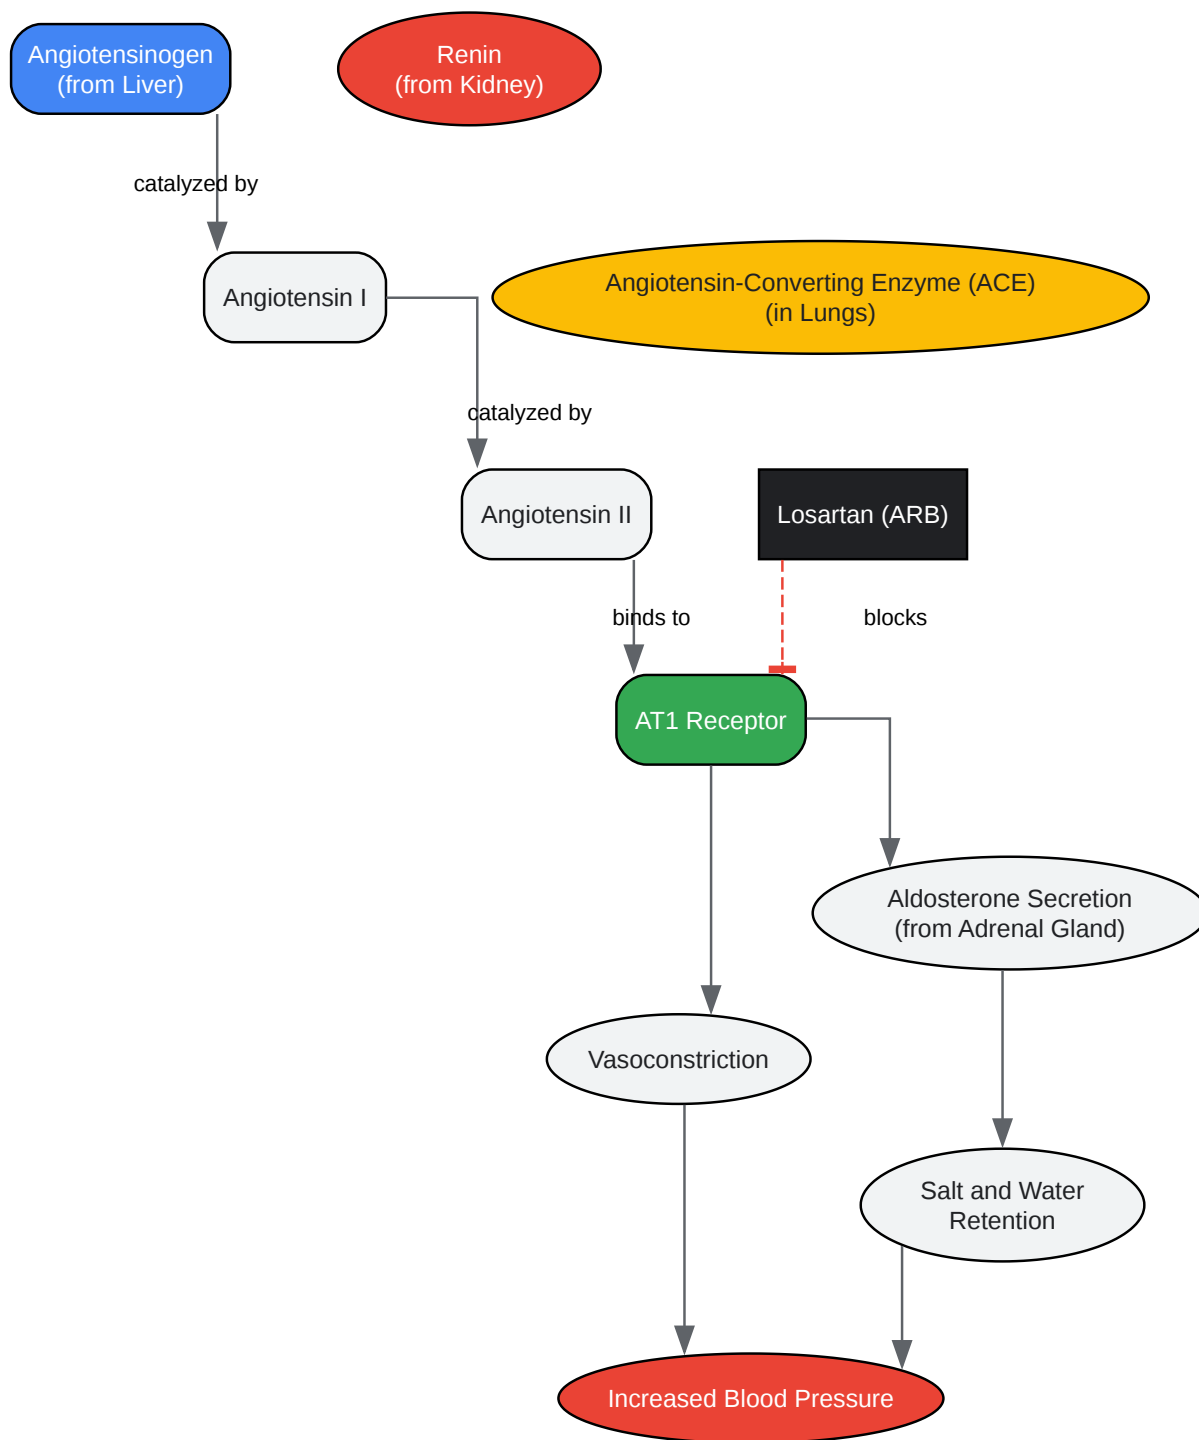 Angiotensinogen
(from Liver)
Renin
(from Kidney)
catalyzed by
Angiotensin I
Angiotensin-Converting Enzyme (ACE)
(in Lungs)
catalyzed by
Angiotensin II
Losartan (ARB)
binds to
blocks
AT1 Receptor
Aldosterone Secretion
(from Adrenal Gland)
Vasoconstriction
Salt and Water
Retention
Increased Blood Pressure